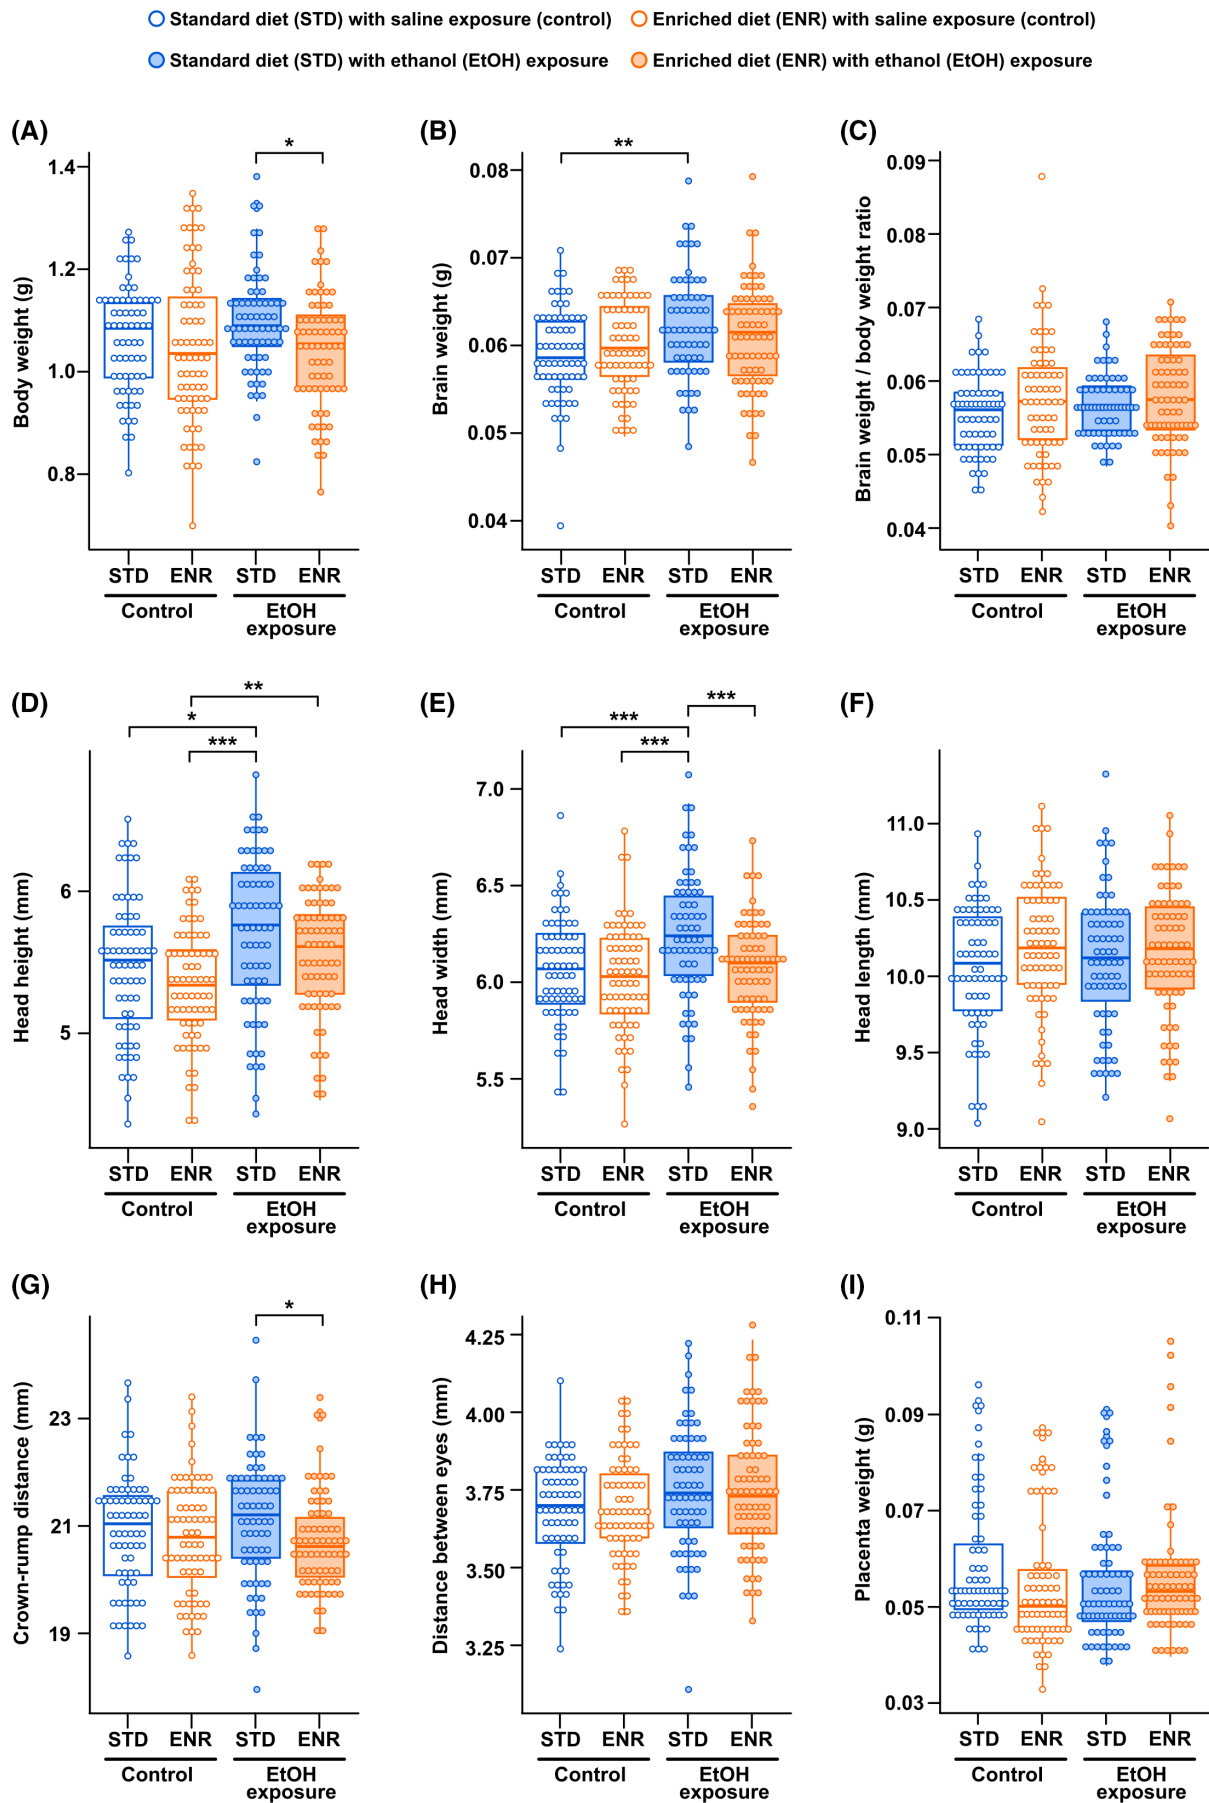 Standard diet (STD) with saline exposure (control) Enriched diet (ENR) with saline exposure (control)
Standard diet (STD) with ethanol (EtOH) exposure Enriched diet (ENR) with ethanol (EtOH) exposure
(A)
*
Body weight (g)
1.4
1.2
1.0
0.8
STD ENR STD ENR
Control EtOH
exposure
(B)
**
Brain weight (g)
0.08
0.07
0.06
0.05
0.04
STD ENR STD ENR
Control EtOH
exposure
(C)
Brain weight / body weight ratio
0.09
0.08
0.07
0.06
0.05
0.04
STD ENR STD ENR
Control EtOH
exposure
(D)
**
*
***
Head height (mm)
6
5
STD ENR STD ENR
Control EtOH
exposure
(E)
***
***
***
Head width (mm)
7.0
6.5
6.0
5.5
STD ENR STD ENR
Control EtOH
exposure
(F)
Head length (mm)
11.0
10.5
10.0
9.5
9.0
STD ENR STD ENR
Control EtOH
exposure
(G)
*
Crown-rump distance (mm)
23
21
19
STD ENR STD ENR
Control EtOH
exposure
(H)
Distance between eyes (mm)
4.25
4.00
3.75
3.50
3.25
STD ENR STD ENR
Control EtOH
exposure
(I)
Placenta weight (g)
0.11
0.09
0.07
0.05
0.03
STD ENR STD ENR
Control EtOH
exposure